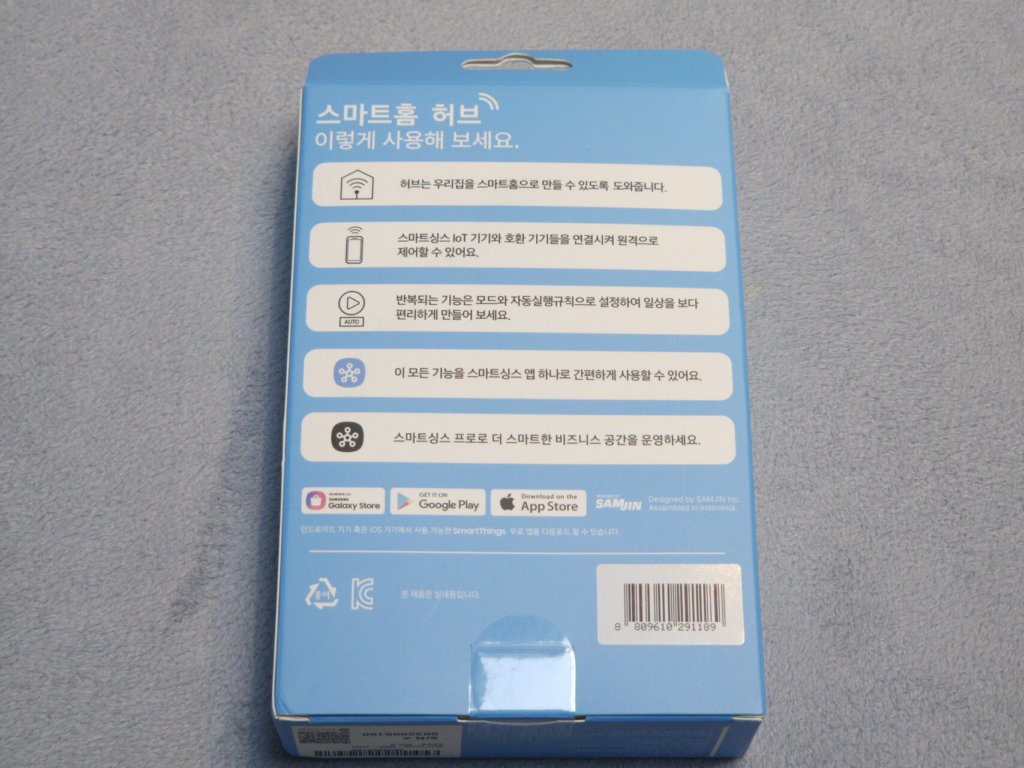 스마트홈 허브
이렇게 사용해 보세요.
허브는 우리집을 스마트홈으로 만들 수 있도록 도와줍니다.
스마트싱스 IoT 기기와 호환 기기들을 연결시켜 원격으로
제어할 수 있어요.
AUTO
반복되는 기능은 모드와 자동실행규칙으로 설정하여 일상을 보다
편리하게 만들어 보세요.
이 모든 기능을 스마트싱스 앱 하나로 간편하게 사용할 수 있어요.
스마트싱스 프로로 더 스마트한 비즈니스 공간을 운영하세요.
Available on
SAMSUNG
Galaxy Store
GET IT ON
Google Play
Download on the
App Store
SAMJIN
Designed by SAMJIN Inc.
Assembled in Indonesia.
안드로이드 기기 혹은 iOS 기기에서 사용 가능한 SmartThings 무료 앱을 다운로드 할 수 있습니다.
종이
본 제품은 실내용입니다.
8 809610 291189